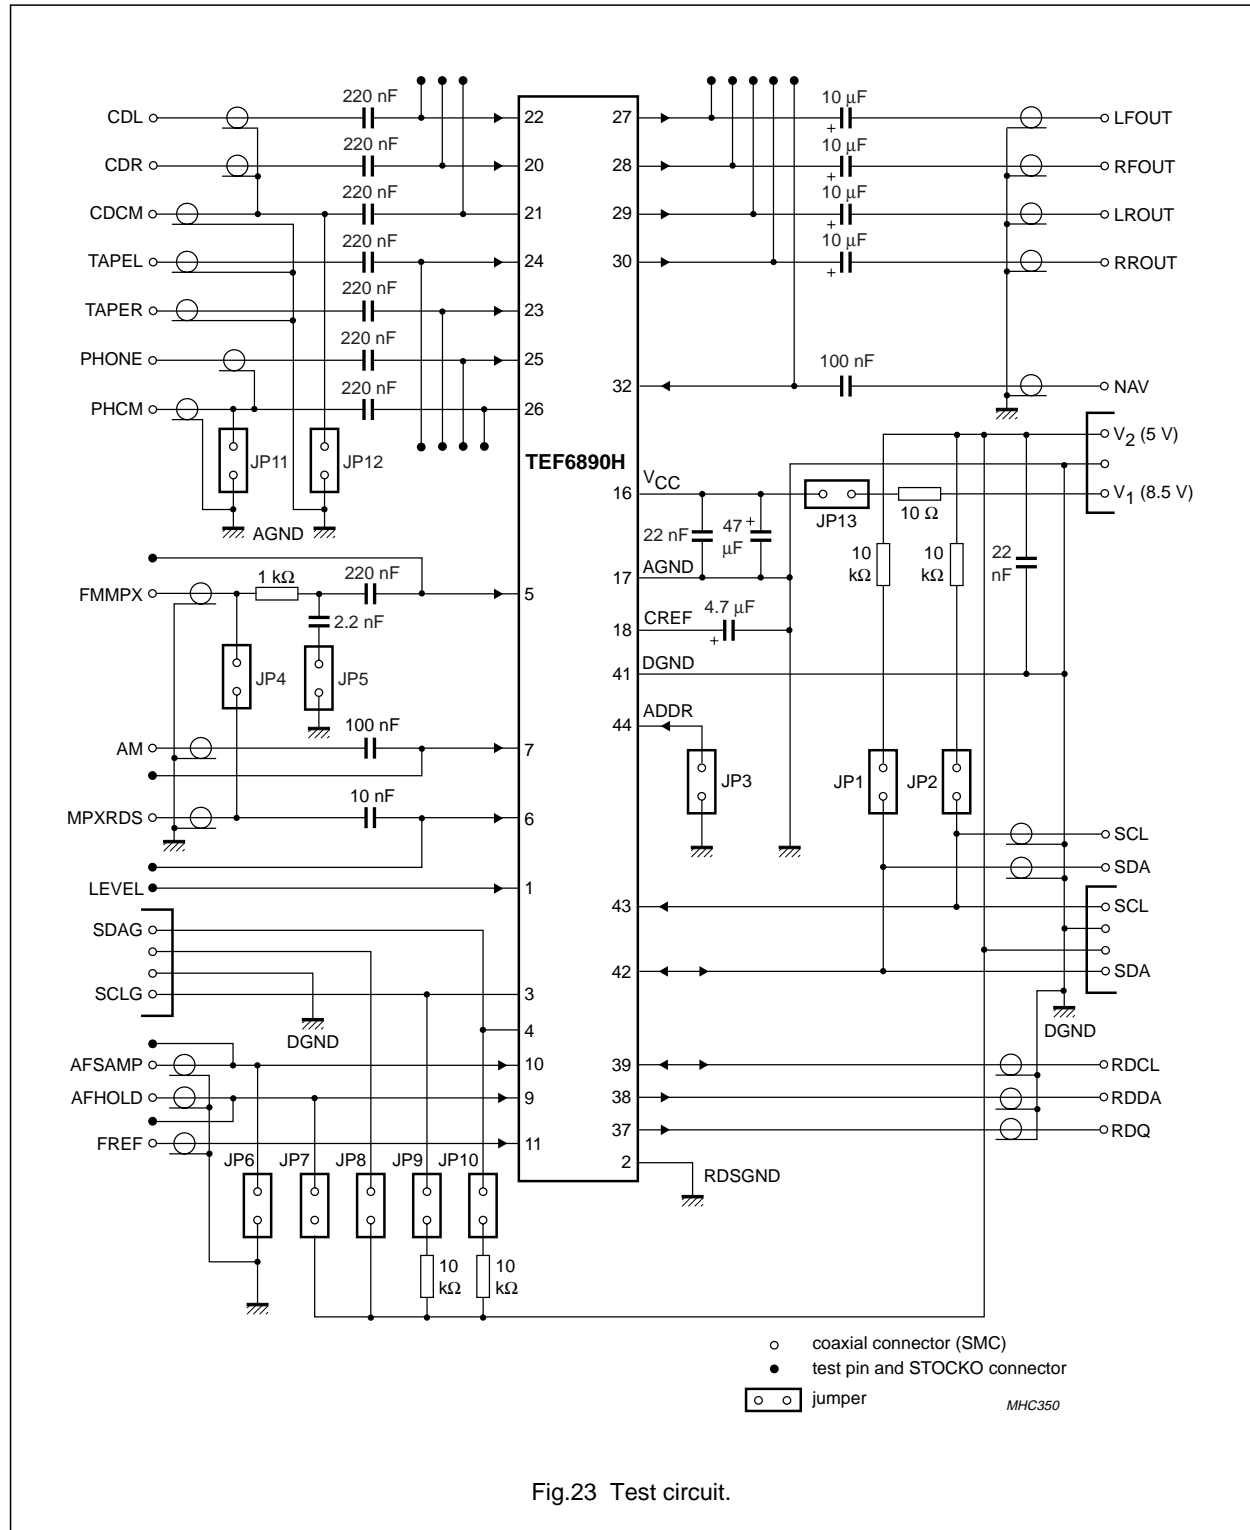 220 nF
10 µF
CDL
22
27
LFOUT
220 nF
10 µF
CDR
20
28
RFOUT
220 nF
10 µF
CDCM
21
29
LROUT
220 nF
10 µF
TAPEL
24
30
RROUT
220 nF
TAPER
23
220 nF
100 nF
PHONE
25
32
NAV
220 nF
PHCM
26
V2 (5 V)
JP11
JP12
TEF6890H
VCC
16
V1 (8.5 V)
JP13
10 Ω
AGND
22 nF
47 +
µF
10
kΩ
10
kΩ
22
nF
17
AGND
220 nF
1 kΩ
FMMPX
5
2.2 nF
4.7 µF
18
CREF
+
41
DGND
JP4
JP5
44
ADDR
100 nF
AM
7
JP3
JP1
JP2
10 nF
MPXRDS
6
SCL
SDA
LEVEL
1
43
SCL
SDAG
42
SDA
SCLG
3
DGND
4
DGND
AFSAMP
10
39
RDCL
AFHOLD
9
38
RDDA
FREF
11
37
RDQ
JP6
JP7
JP8
JP9
JP10
2
RDSGND
10
kΩ
10
kΩ
coaxial connector (SMC)
test pin and STOCKO connector
jumper
MHC350
Fig.23 Test circuit.